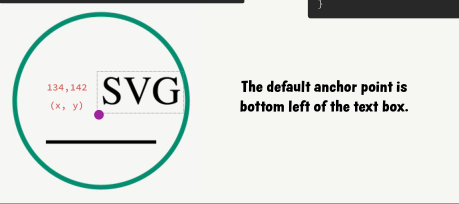 }
134,142
(x, y)
SVG
The default anchor point is
bottom left of the text box.